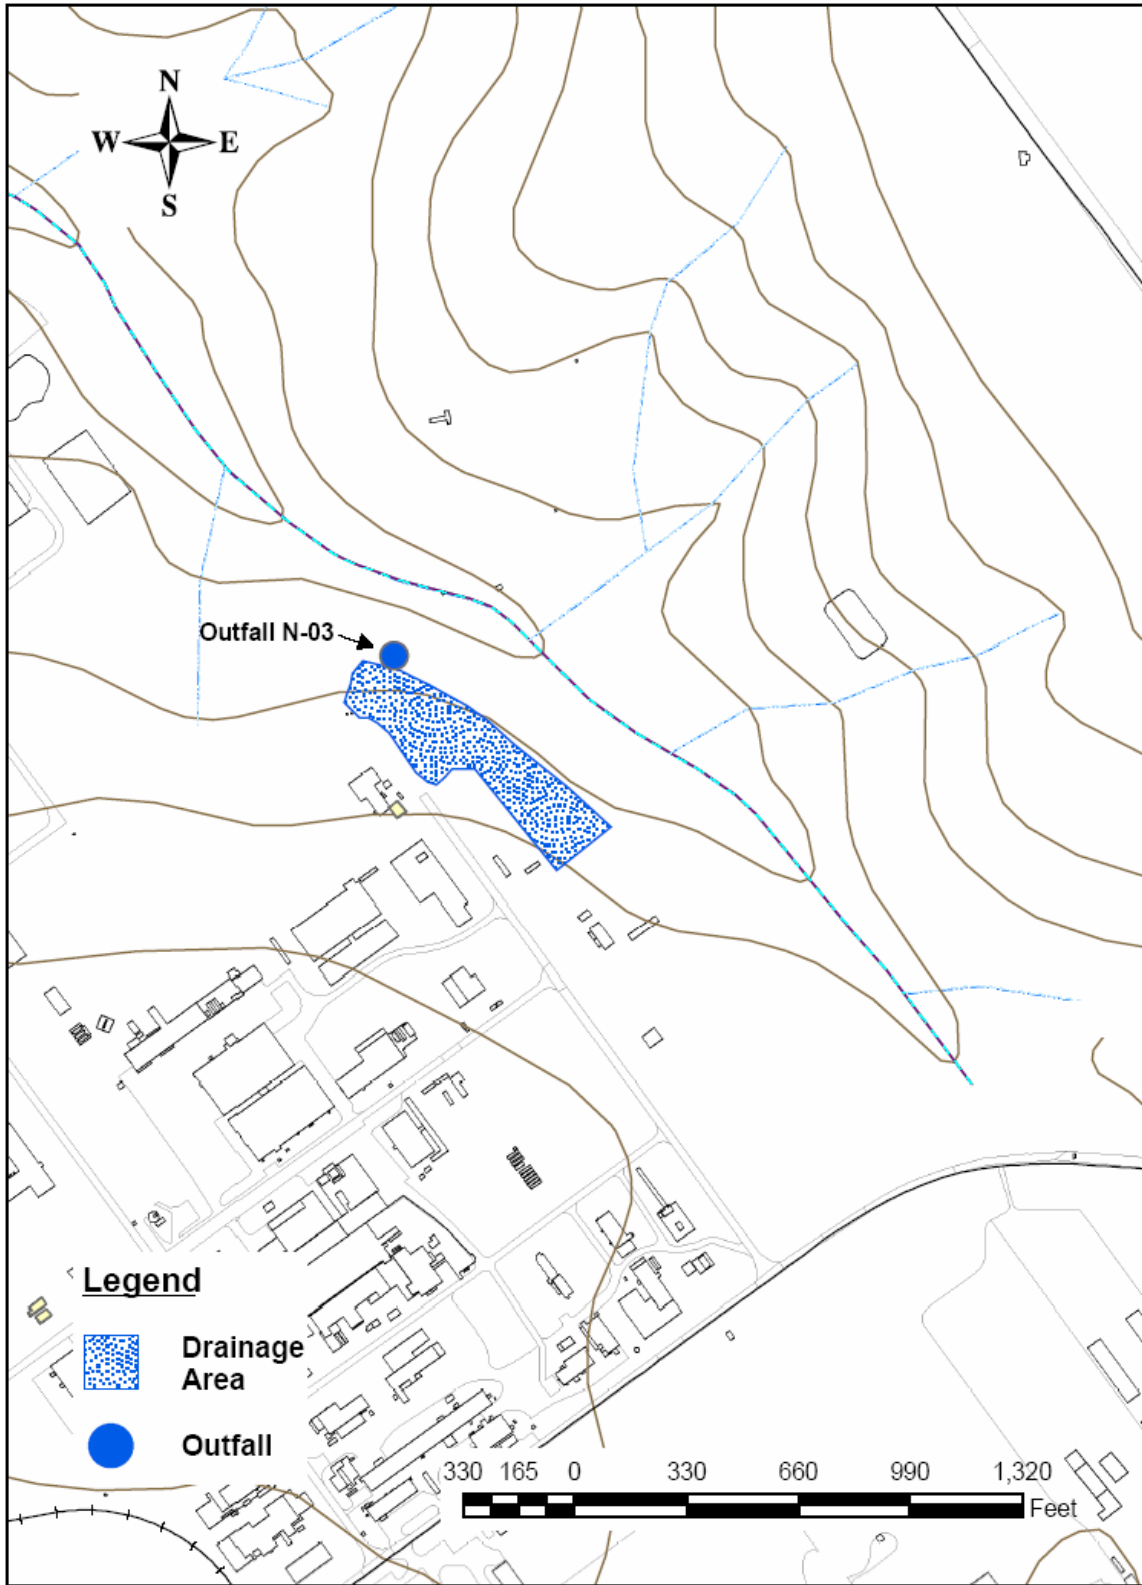 N
W E
S
Outfall N-03
Legend
Drainage
Area
Outfall
330 165 0 330 660 990 1,320
Feet